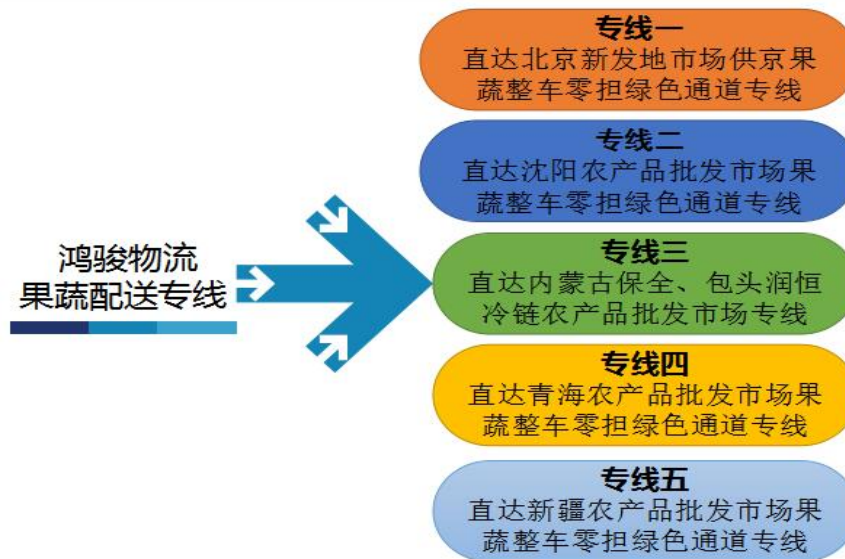 鸿骏物流
果蔬配送专线
专线一
直达北京新发地市场供京果
蔬整车零担绿色通道专线
专线二
直达沈阳农产品批发市场果
蔬整车零担绿色通道专线
专线三
直达内蒙古保全、包头润恒
冷链农产品批发市场专线
专线四
直达青海农产品批发市场果
蔬整车零担绿色通道专线
专线五
直达新疆农产品批发市场果
蔬整车零担绿色通道专线